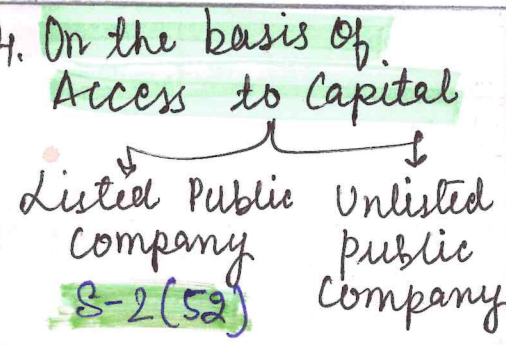 4. On the basis of
Access to Capital
Listed Public
Company
S-2(52)
Unlisted
public
Company